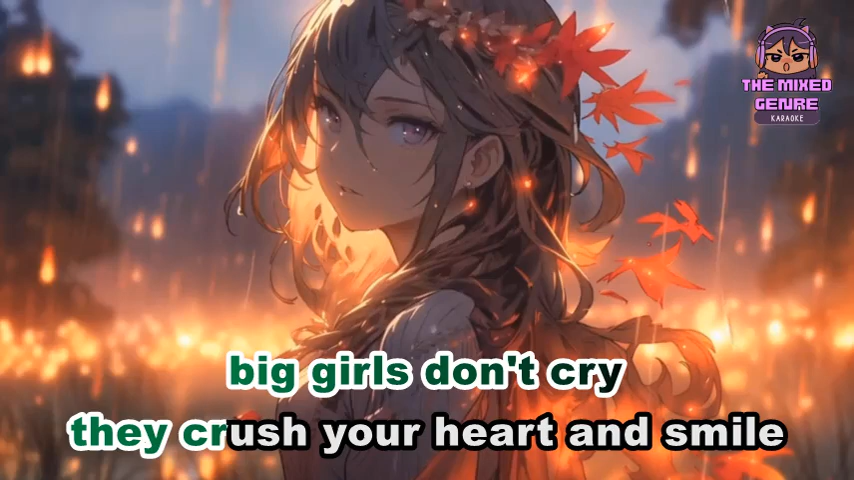 THE MIXED
GENRE
KARAOKE
big girls don't cry
they crush your heart and smile